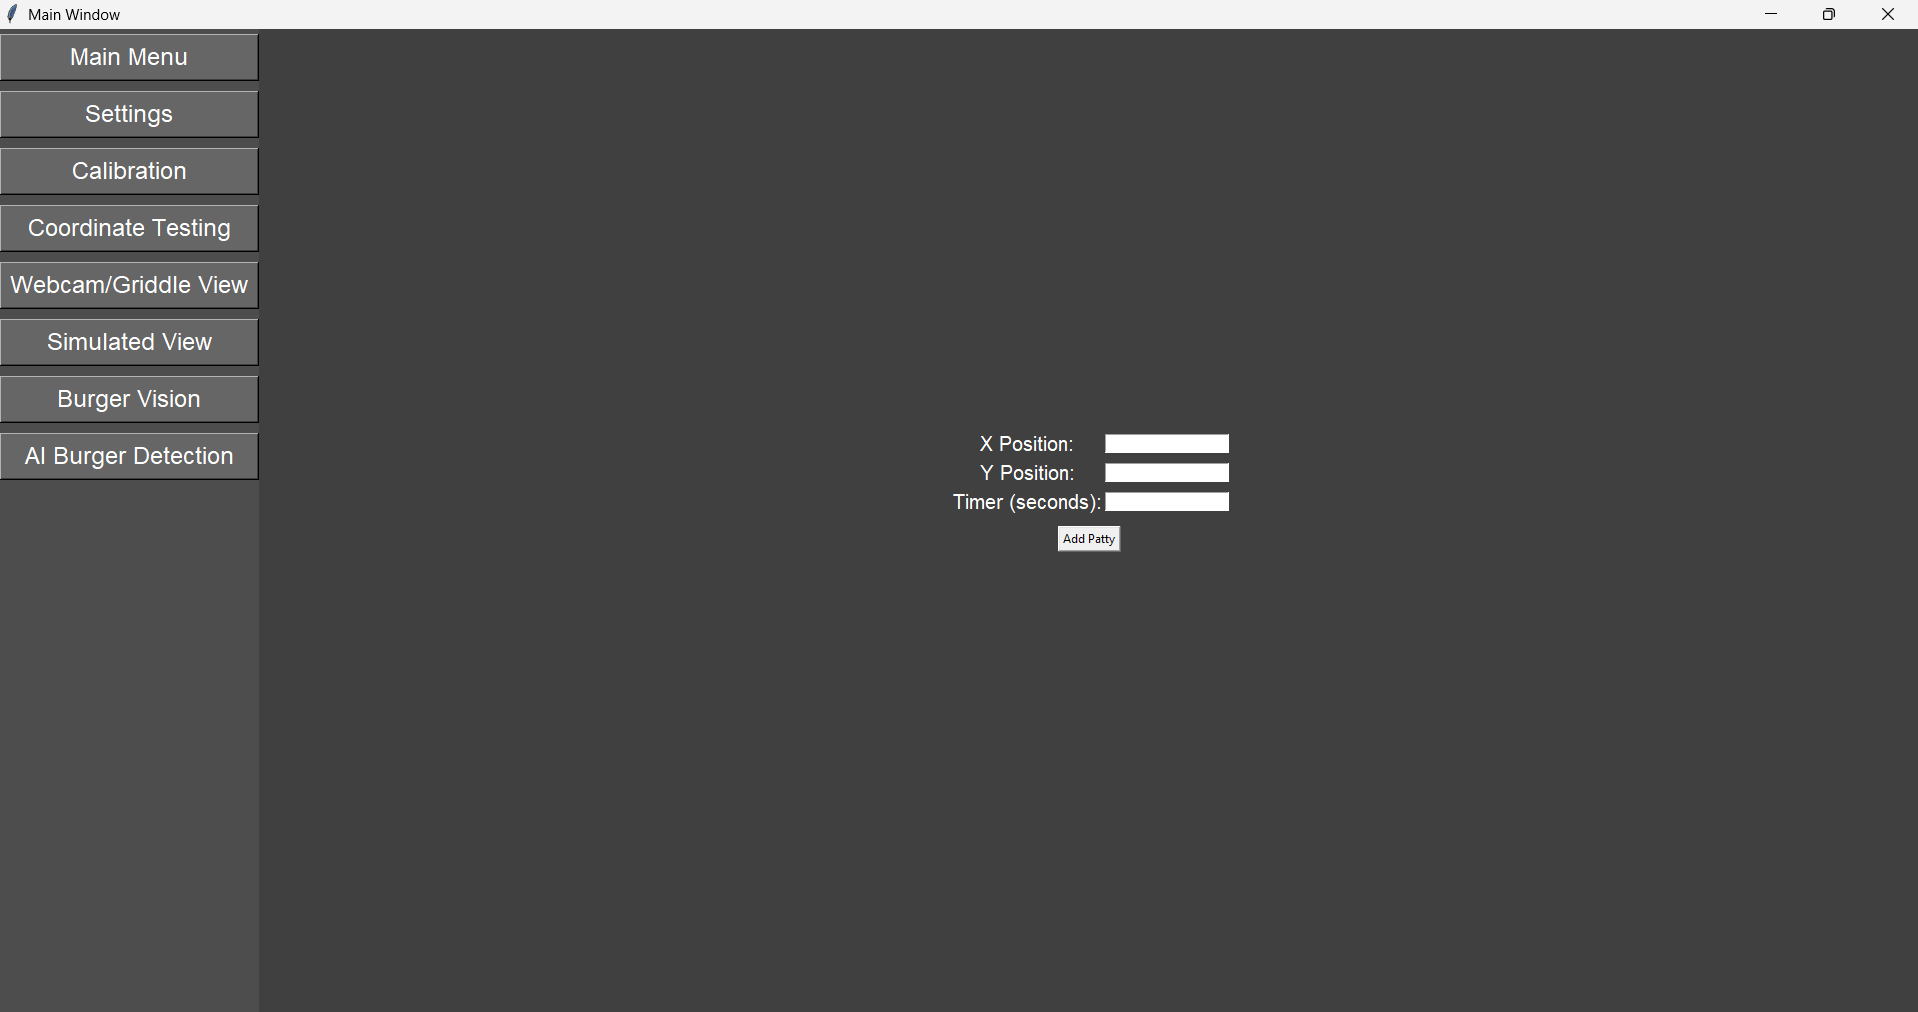 Main Window
Main Menu
Settings
Calibration
Coordinate Testing
Webcam/Griddle View
Simulated View
Burger Vision
AI Burger Detection
X Position:
Y Position:
Timer (seconds):
Add Patty